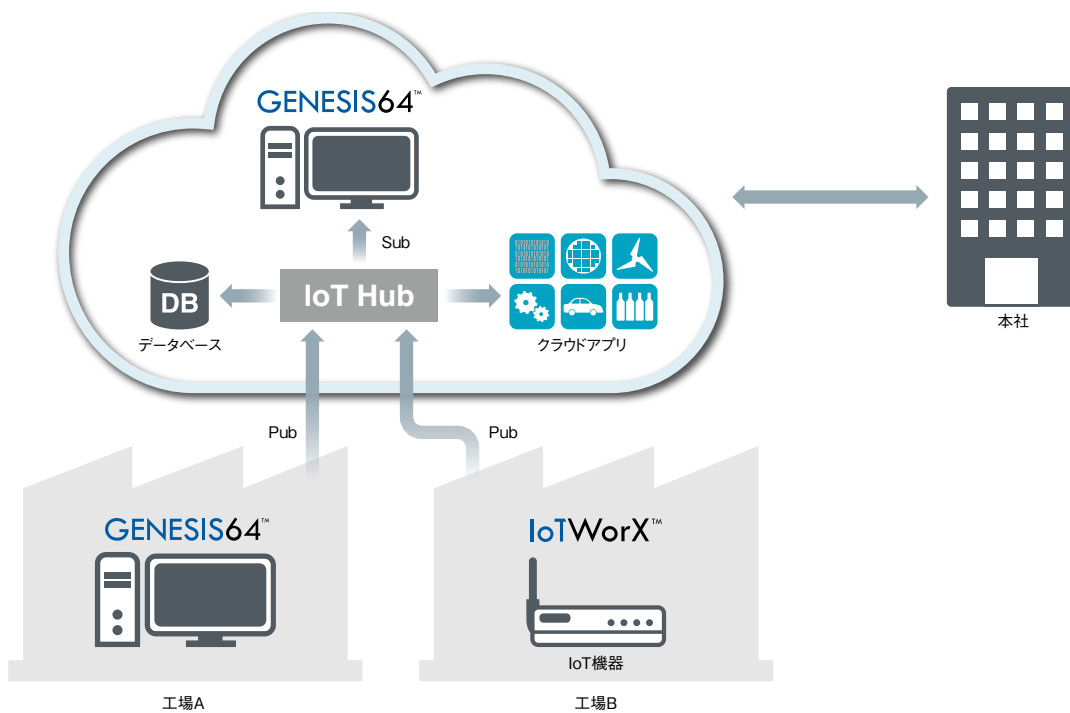 GENESIS64™
Sub
DB
IoT Hub
データベース
クラウドアプリ
本社
Pub
Pub
GENESIS64™
IoTWorX™
IoT機器
工場A
工場B